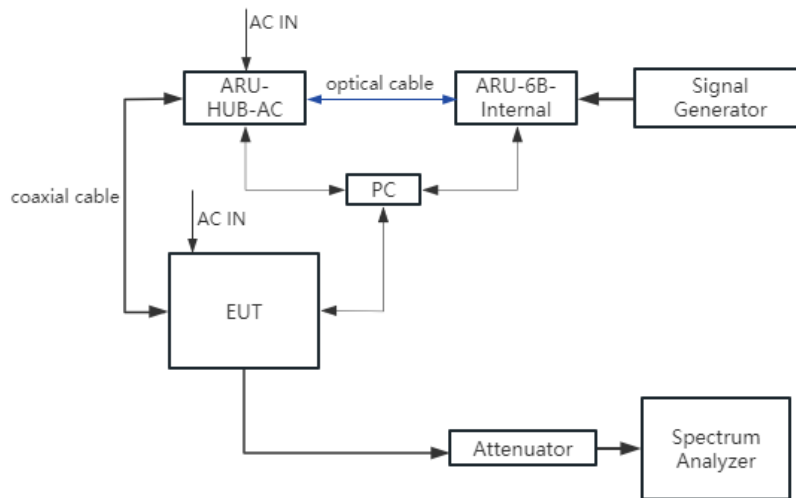 AC IN
ARU-
HUB-AC
optical cable
ARU-6B-
Internal
Signal
Generator
PC
coaxial cable
AC IN
EUT
Attenuator
Spectrum
Analyzer